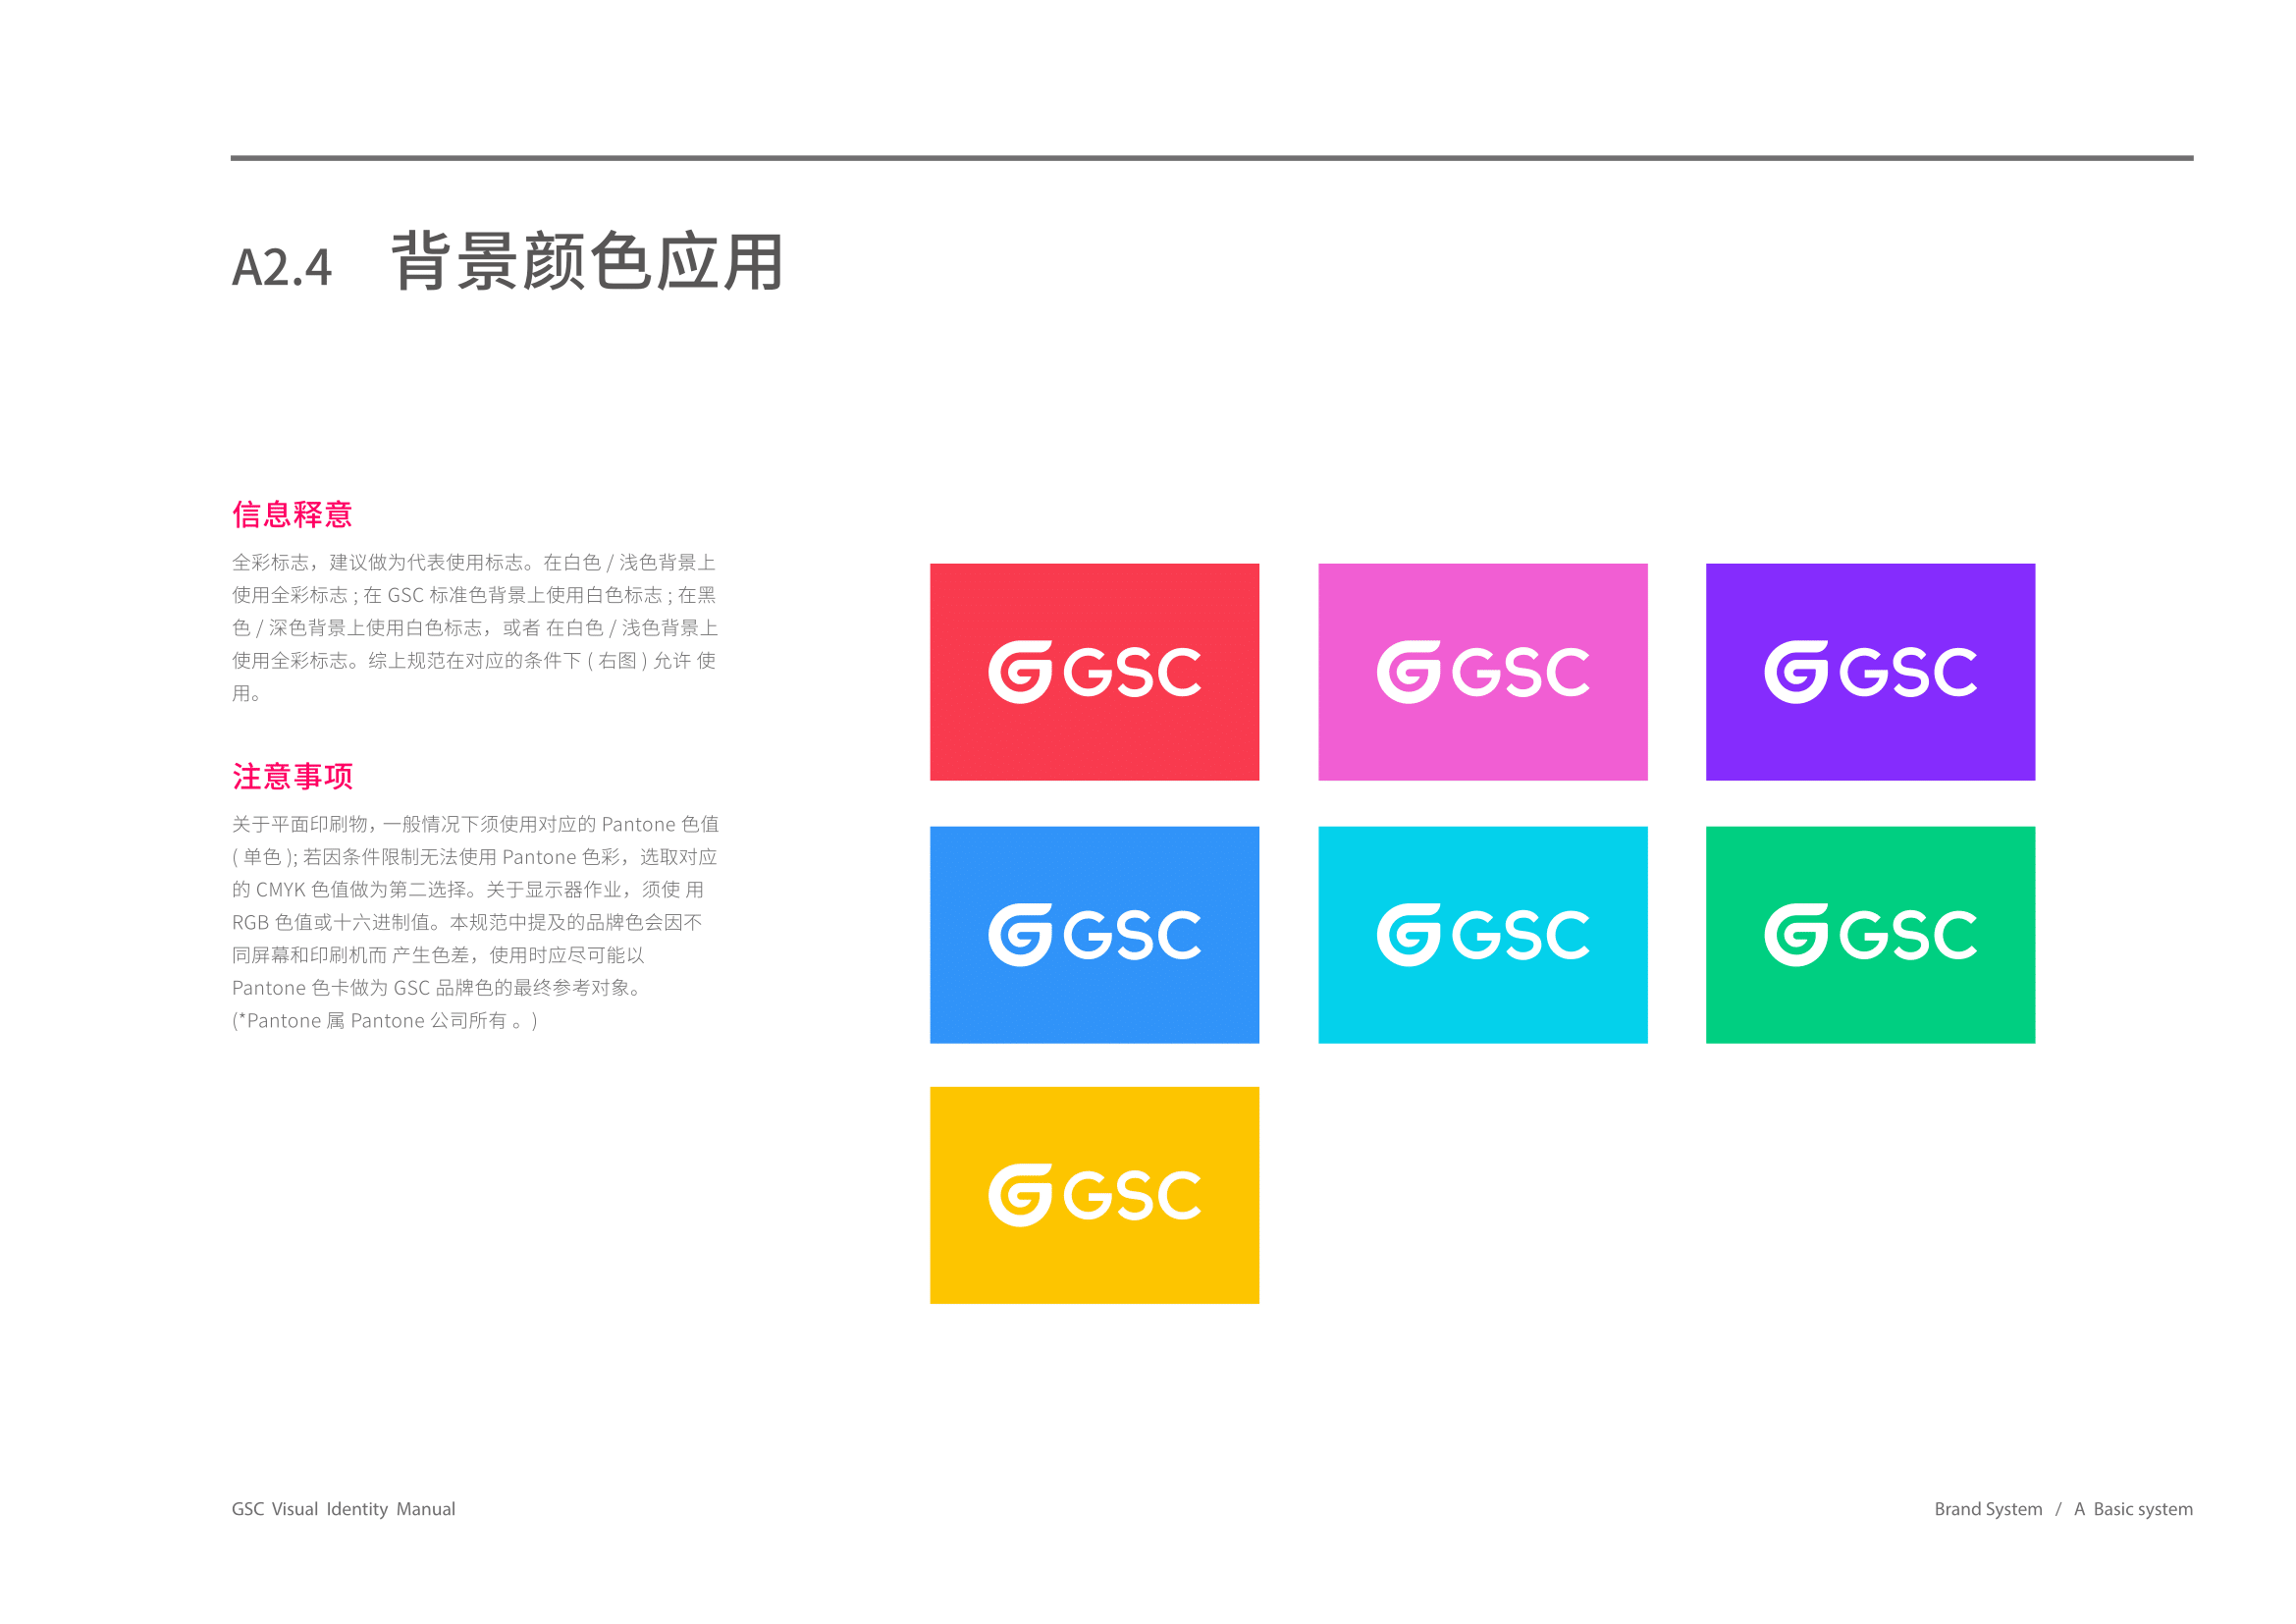 A2.4 背景颜色应用
信息释意
全彩标志，建议做为代表使用标志。在白色 / 浅色背景上
使用全彩标志 ; 在 GSC 标准色背景上使用白色标志 ; 在黑
色 / 深色背景上使用白色标志，或者 在白色 / 浅色背景上
使用全彩标志。综上规范在对应的条件下 ( 右图 ) 允许 使
用。
注意事项
关于平面印刷物，一般情况下须使用对应的 Pantone 色值
( 单色 ); 若因条件限制无法使用 Pantone 色彩，选取对应
的 CMYK 色值做为第二选择。关于显示器作业，须使 用
RGB 色值或十六进制值。本规范中提及的品牌色会因不
同屏幕和印刷机而 产生色差，使用时应尽可能以
Pantone 色卡做为 GSC 品牌色的最终参考对象。
(*Pantone 属 Pantone 公司所有 。)
GSC
GSC
GSC
GSC
GSC
GSC
GSC
GSC Visual Identity Manual
Brand System / A Basic system